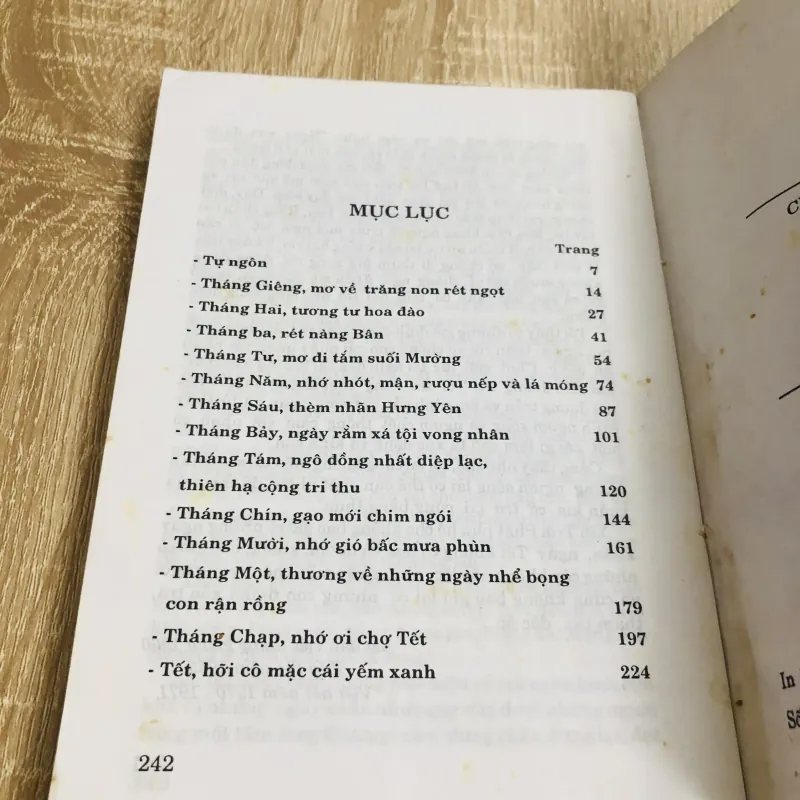 MỤC LỤC
Trang
- Tự ngôn 7
- Tháng Giêng, mơ về trăng non rét ngọt 14
- Tháng Hai, tương tư hoa đào 27
- Tháng ba, rét nàng Bân 41
- Tháng Tư, mơ di tắm suối Mường 54
- Tháng Năm, nhớ nhót, mận, rượu nếp và lá móng 74
- Tháng Sáu, thèm nhãn Hưng Yên 87
- Tháng Bảy, ngày rằm xá tội vong nhân 101
- Tháng Tám, ngô đồng nhất diệp lạc,
thiên hạ cộng tri thu 120
- Tháng Chín, gạo mới chim ngói 144
- Tháng Mười, nhớ gió bấc mưa phùn 161
- Tháng Một, thương về những ngày nhể bọng
con rận rồng 179
- Tháng Chạp, nhớ ơi chợ Tết 197
- Tết, hỡi cô mặc cái yếm xanh 224
242
In